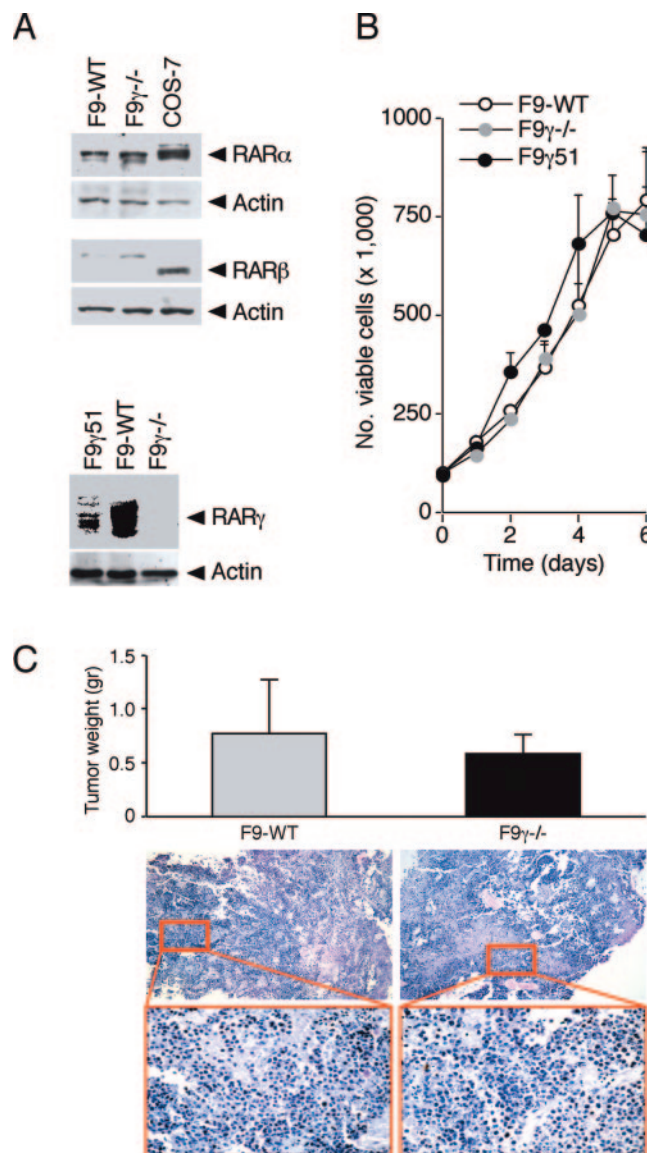 A
F9-WT
F9γ-/-
COS-7
RARα
Actin
RARβ
Actin
F9γ51
F9-WT
F9γ-/-
RARγ
Actin
B
F9-WT
F9γ-/-
F9γ51
No. viable cells (x 1,000)
1000
750
500
250
0
0 2 4 6
Time (days)
C
Tumor weight (gr)
1.5
1.0
0.5
0
F9-WT F9γ-/-